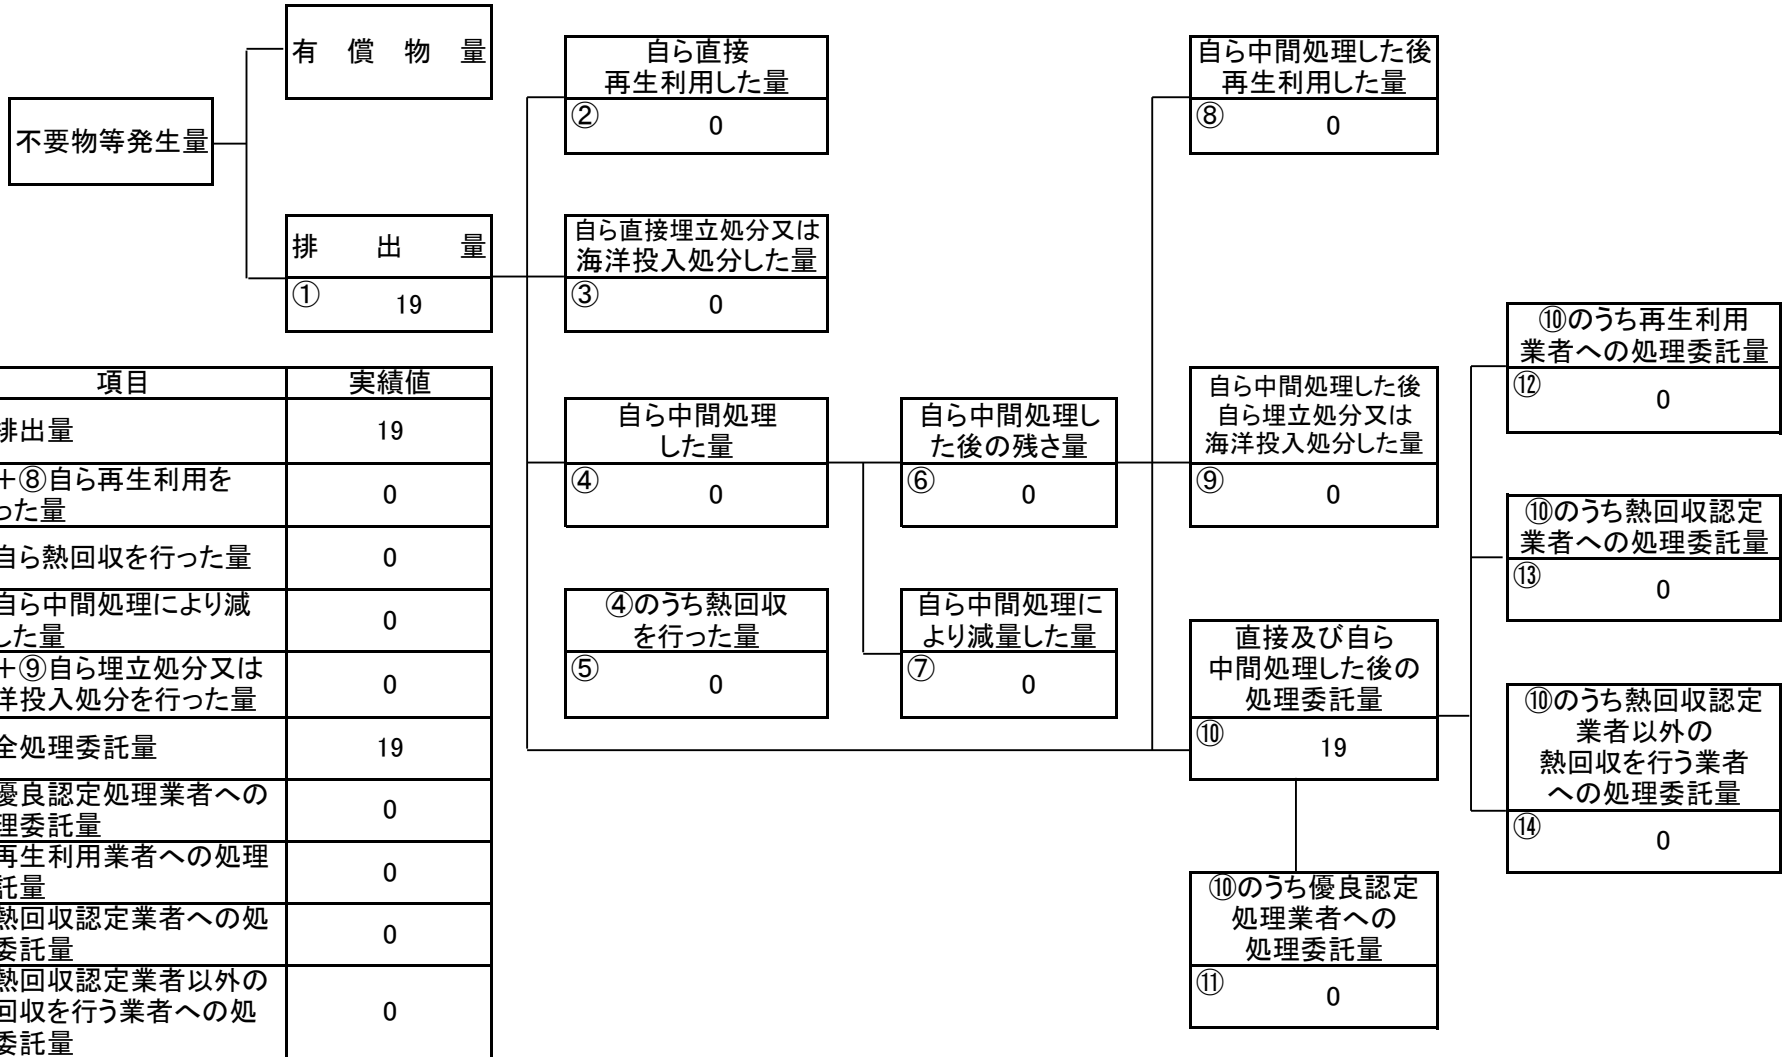 有償物量
不要物等発生量
排出量
①
19
自ら直接
再生利用した量
②
0
自ら直接埋立処分又は
海洋投入処分した量
③
0
自ら中間処理
した量
④
0
④のうち熱回収
を行った量
⑤
0
自ら中間処理し
た後の残さ量
⑥
0
自ら中間処理に
より減量した量
⑦
0
自ら中間処理した後
再生利用した量
⑧
0
自ら中間処理した後
自ら埋立処分又は
海洋投入処分した量
⑨
0
直接及び自ら
中間処理した後の
処理委託量
⑩
19
⑩のうち優良認定
処理業者への
処理委託量
⑪
0
⑩のうち再生利用
業者への処理委託量
⑫
0
⑩のうち熱回収認定
業者への処理委託量
⑬
0
⑩のうち熱回収認定
業者以外の
熱回収を行う業者
への処理委託量
⑭
0
項目
実績値
排出量
19
+⑧自ら再生利用を
った量
0
自ら熱回収を行った量
0
自ら中間処理により減
した量
0
+⑨自ら埋立処分又は
洋投入処分を行った量
0
全処理委託量
19
優良認定処理業者への
理委託量
0
再生利用業者への処理
託量
0
熱回収認定業者への処
委託量
0
熱回収認定業者以外の
回収を行う業者への処
委託量
0